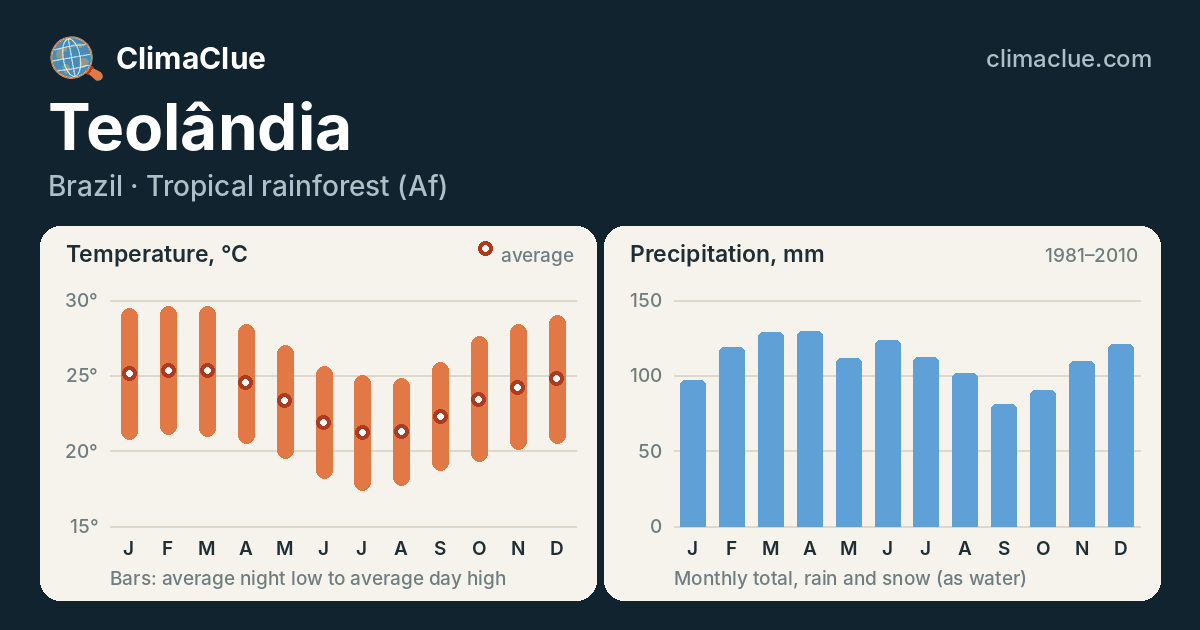 ClimaClue
climaclue.com
Teolândia
Brazil · Tropical rainforest (Af)
Temperature, °C
average
30°
25°
20°
15°
J F M A M J J A S O N D
Bars: average night low to average day high
Precipitation, mm
1981–2010
150
100
50
0
J F M A M J J A S O N D
Monthly total, rain and snow (as water)